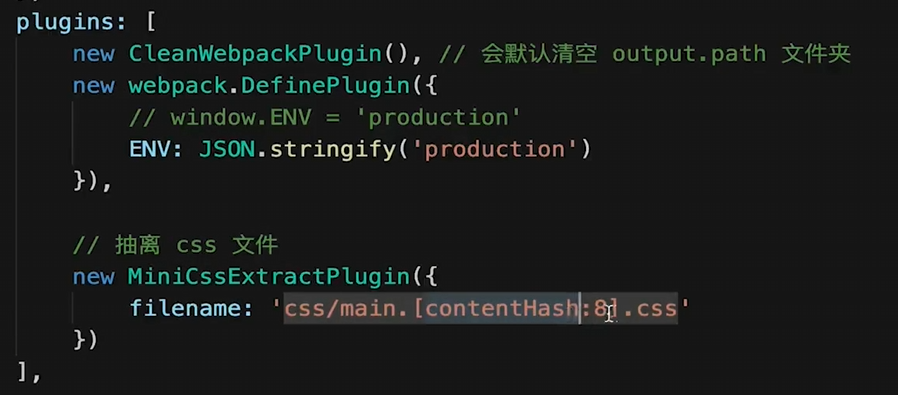 plugins: [
new CleanWebpackPlugin(), // 会默认清空 output.path 文件夹
new webpack.DefinePlugin({
// window.ENV = 'production'
ENV: JSON.stringify('production')
}),
// 抽离 css 文件
new MiniCssExtractPlugin({
filename: 'css/main.[contentHash:8].css'
})
],